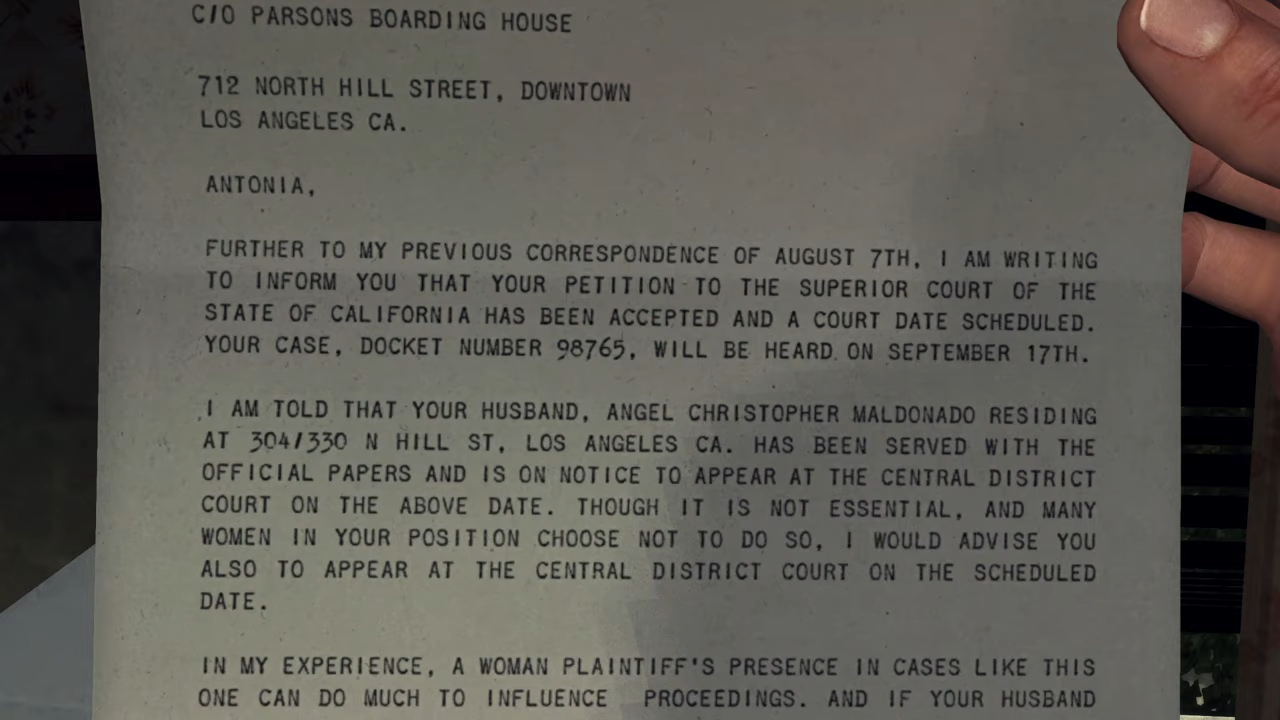 C/O PARSONS BOARDING HOUSE
712 NORTH HILL STREET, DOWNTOWN
LOS ANGELES CA.
ANTONIA,
FURTHER TO MY PREVIOUS CORRESPONDENCE OF AUGUST 7TH, I AM WRITING
TO INFORM YOU THAT YOUR PETITION TO THE SUPERIOR COURT OF THE
STATE OF CALIFORNIA HAS BEEN ACCEPTED AND A COURT DATE SCHEDULED.
YOUR CASE, DOCKET NUMBER 98765, WILL BE HEARD ON SEPTEMBER 17TH.
I AM TOLD THAT YOUR HUSBAND, ANGEL CHRISTOPHER MALDONADO RESIDING
AT 304/330 N HILL ST, LOS ANGELES CA. HAS BEEN SERVED WITH THE
OFFICIAL PAPERS AND IS ON NOTICE TO APPEAR AT THE CENTRAL DISTRICT
COURT ON THE ABOVE DATE. THOUGH IT IS NOT ESSENTIAL, AND MANY
WOMEN IN YOUR POSITION CHOOSE NOT TO DO SO, I WOULD ADVISE YOU
ALSO TO APPEAR AT THE CENTRAL DISTRICT COURT ON THE SCHEDULED
DATE.
IN MY EXPERIENCE, A WOMAN PLAINTIFF'S PRESENCE IN CASES LIKE THIS
ONE CAN DO MUCH TO INFLUENCE PROCEEDINGS. AND IF YOUR HUSBAND